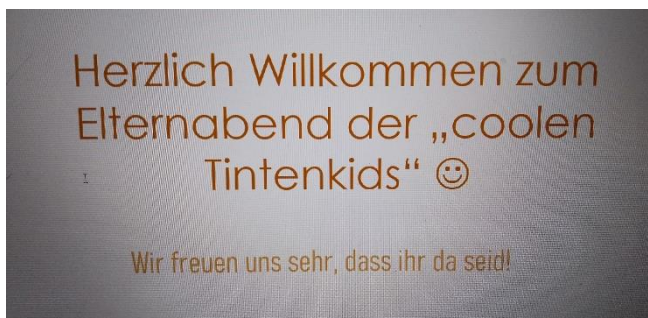 Herzlich Willkommen zum
Elternabend der „coolen
Tintenkids“ ☺
Wir freuen uns sehr, dass ihr da seid!